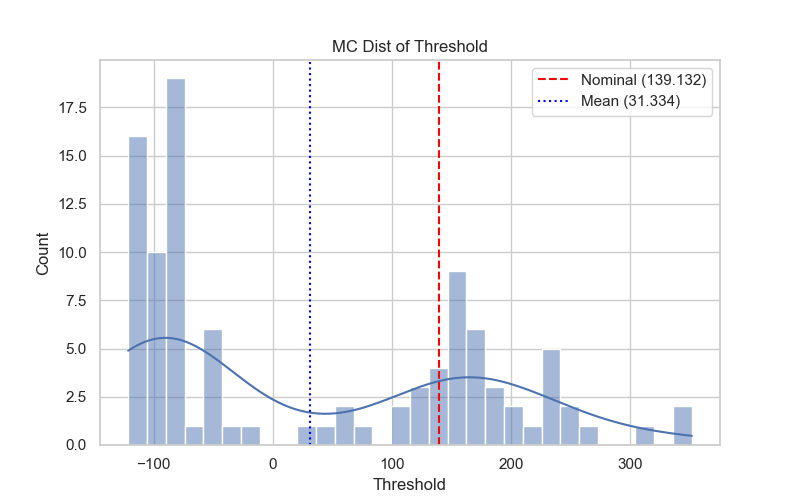 MC Dist of Threshold
Nominal (139.132)
Mean (31.334)
17.5
15.0
12.5
10.0
7.5
5.0
2.5
0.0
Count
−100
0
100
200
300
Threshold